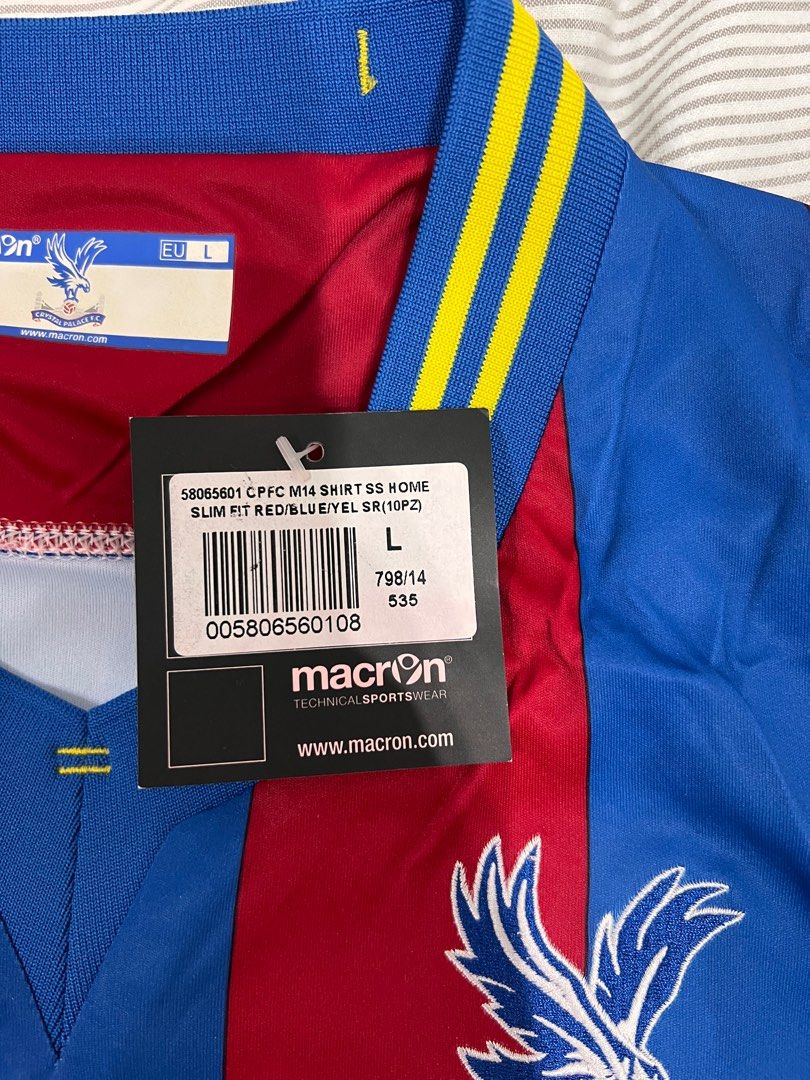 EU L
CRYSTAL PALACE F.C.
www.macron.com
58065601 CPFC M14 SHIRT SS HOME
SLIM FIT RED/BLUE/YEL SR(10PZ)
L
798/14
535
005806560108
macron®
TECHNICALSPORTSWEAR
www.macron.com